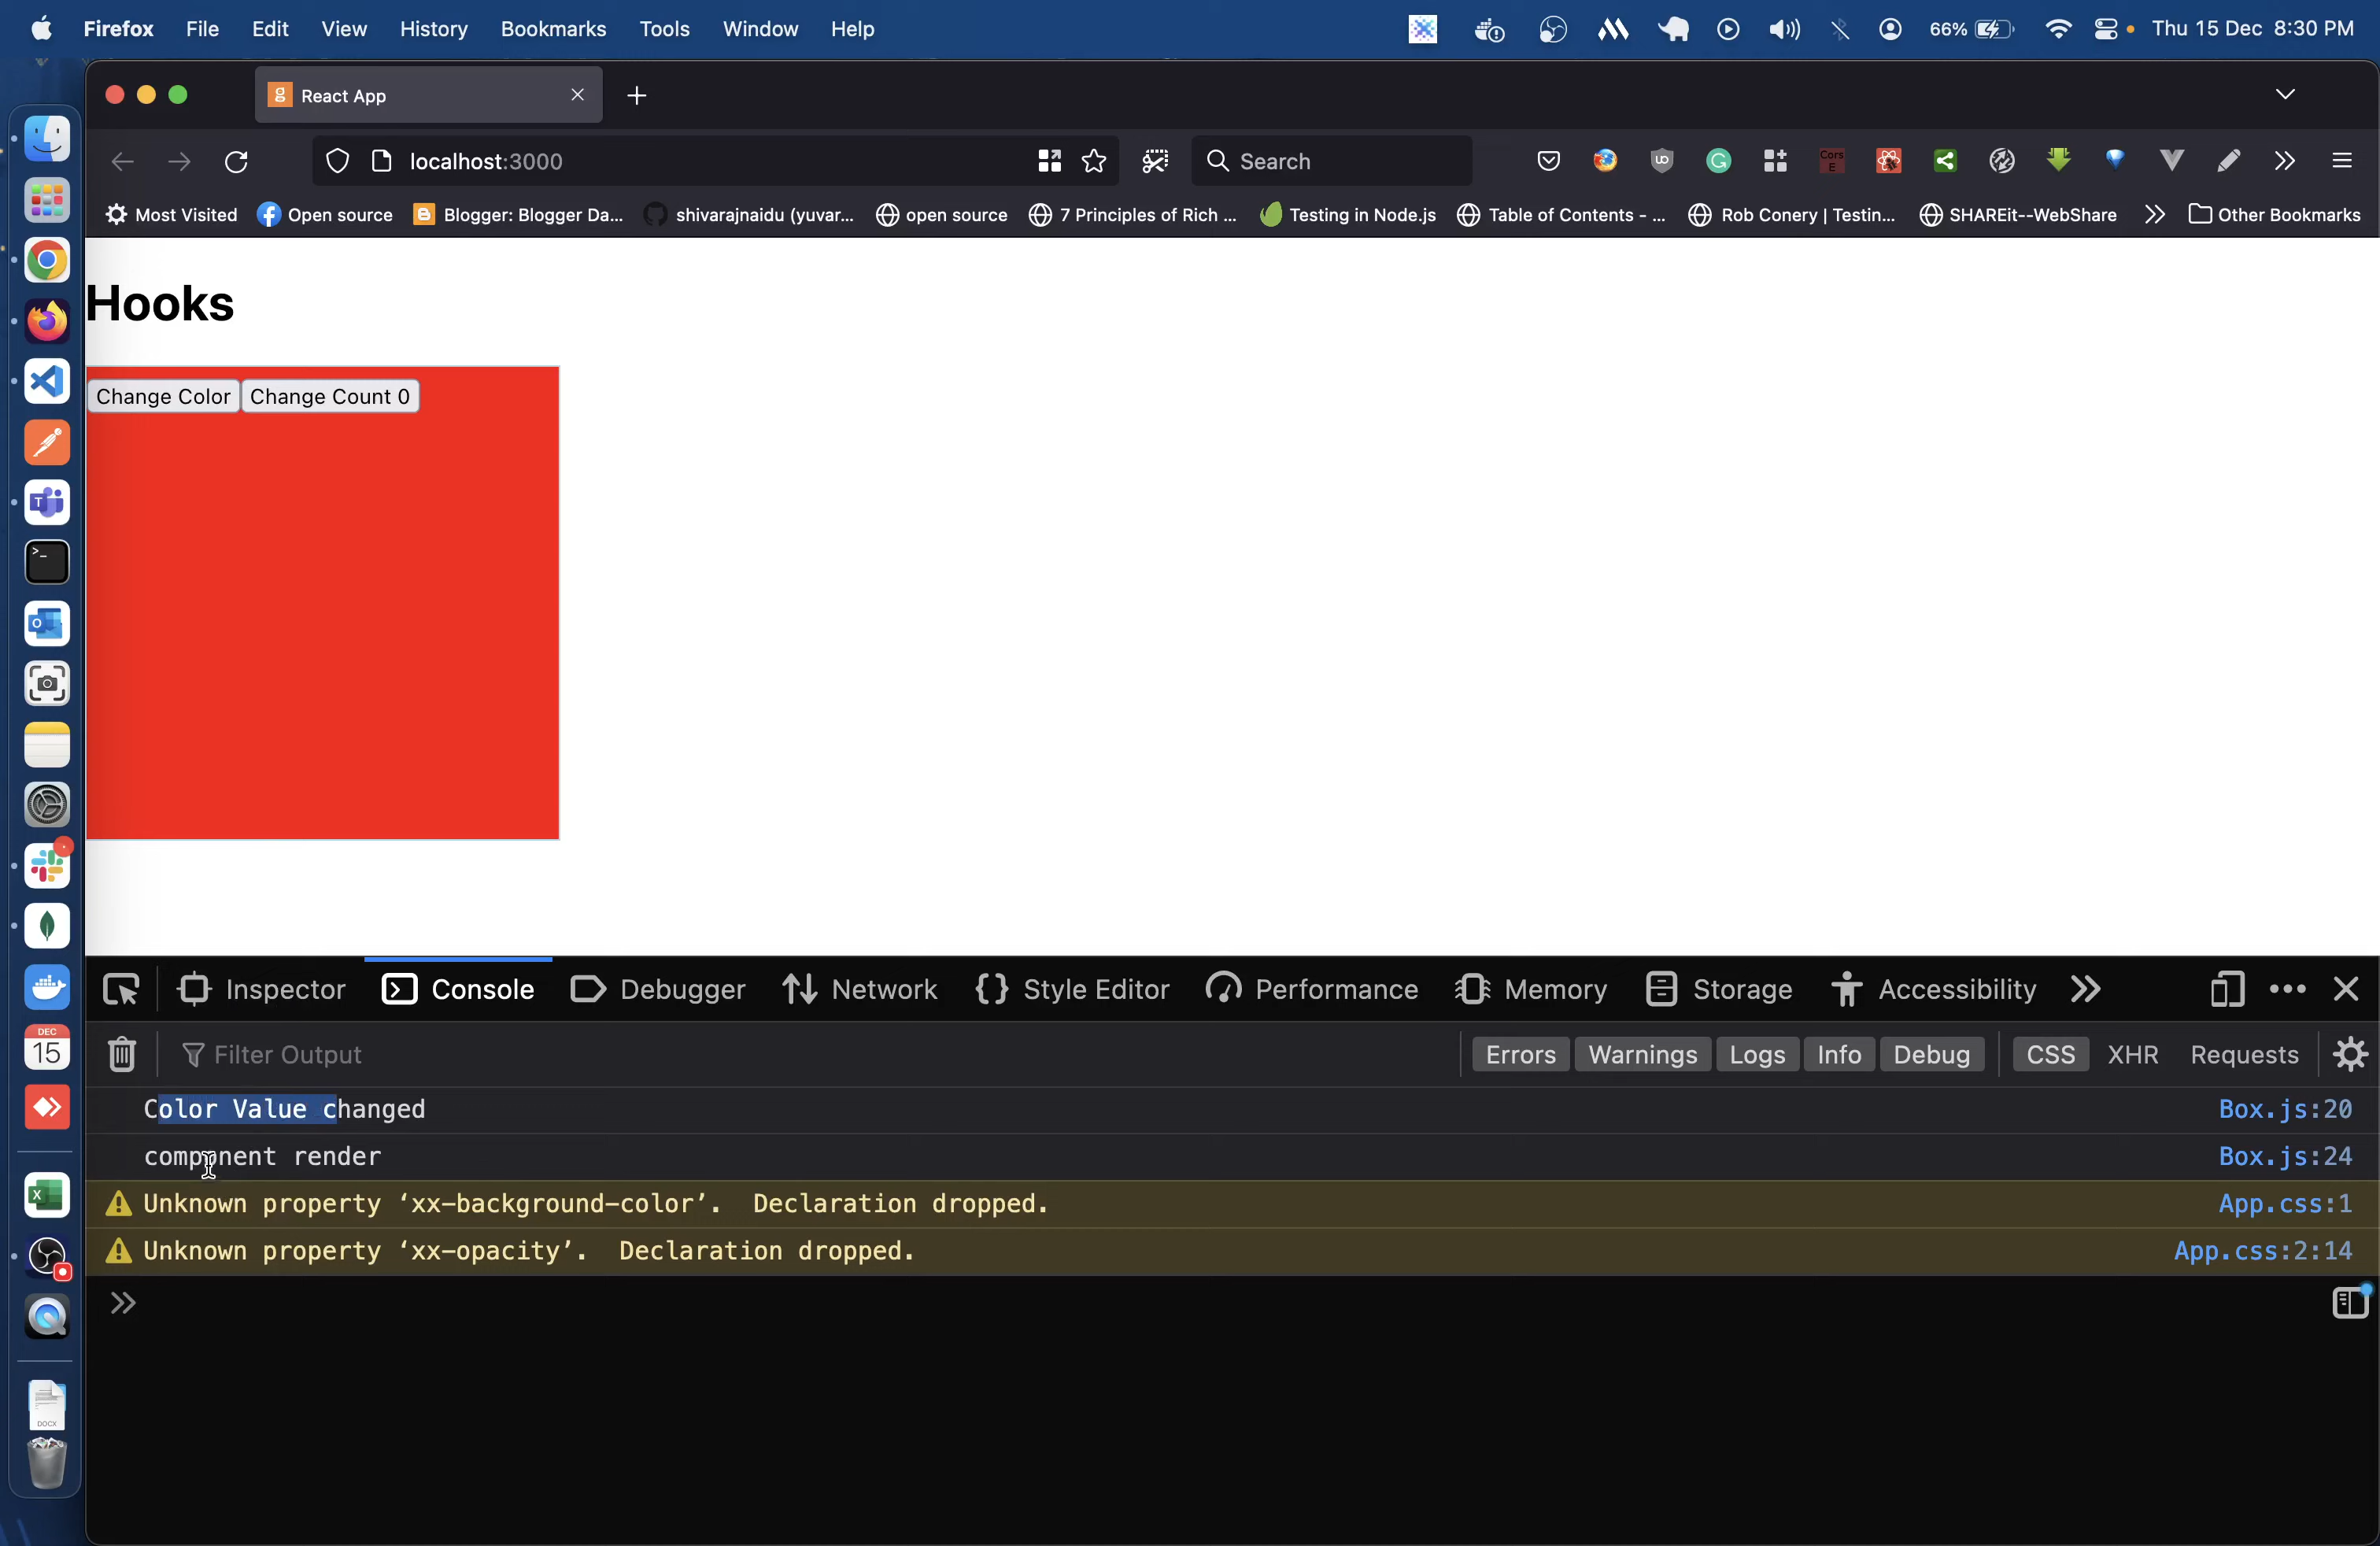 Firefox File Edit View History Bookmarks Tools Window Help 66% Thu 15 Dec 8:30 PM
React App
localhost:3000 Search
Most Visited Open source Blogger: Blogger Da... shivarajnaidu (yuvar... open source 7 Principles of Rich ... Testing in Node.js Table of Contents - ... Rob Conery | Testin... SHAREit--WebShare Other Bookmarks
Hooks
Change Color Change Count 0
Inspector Console Debugger Network Style Editor Performance Memory Storage Accessibility
Filter Output Errors Warnings Logs Info Debug CSS XHR Requests
Color Value changed Box.js:20
component render Box.js:24
Unknown property ‘xx-background-color’. Declaration dropped. App.css:1
Unknown property ‘xx-opacity’. Declaration dropped. App.css:2:14
DEC
15
DOCX
Cors
E